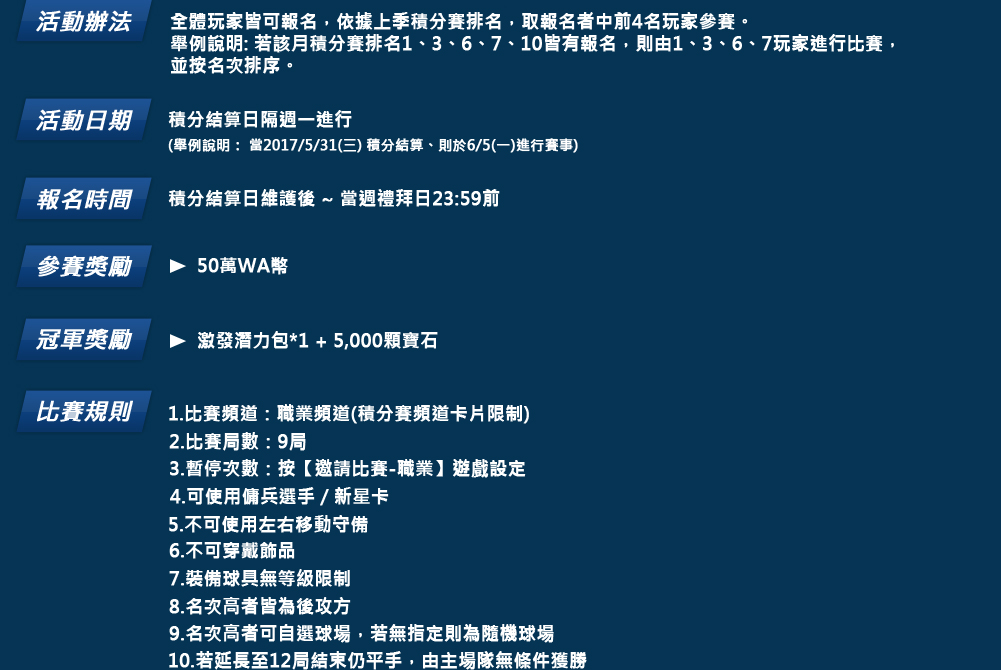 活動辦法
全體玩家皆可報名，依據上季積分賽排名，取報名者中前4名玩家參賽。
舉例說明: 若該月積分賽排名1、3、6、7、10皆有報名，則由1、3、6、7玩家進行比賽，
並按名次排序。
活動日期
積分結算日隔週一進行
(舉例說明： 當2017/5/31(三) 積分結算、則於6/5(一)進行賽事)
報名時間
積分結算日維護後 ~ 當週禮拜日23:59前
參賽獎勵
► 50萬WA幣
冠軍獎勵
► 激發潛力包*1 + 5,000顆寶石
比賽規則
1.比賽頻道：職業頻道(積分賽頻道卡片限制)
2.比賽局數：9局
3.暫停次數：按【邀請比賽-職業】遊戲設定
4.可使用傭兵選手 / 新星卡
5.不可使用左右移動守備
6.不可穿戴飾品
7.裝備球具無等級限制
8.名次高者皆為後攻方
9.名次高者可自選球場，若無指定則為隨機球場
10.若延長至12局結束仍平手，由主場隊無條件獲勝